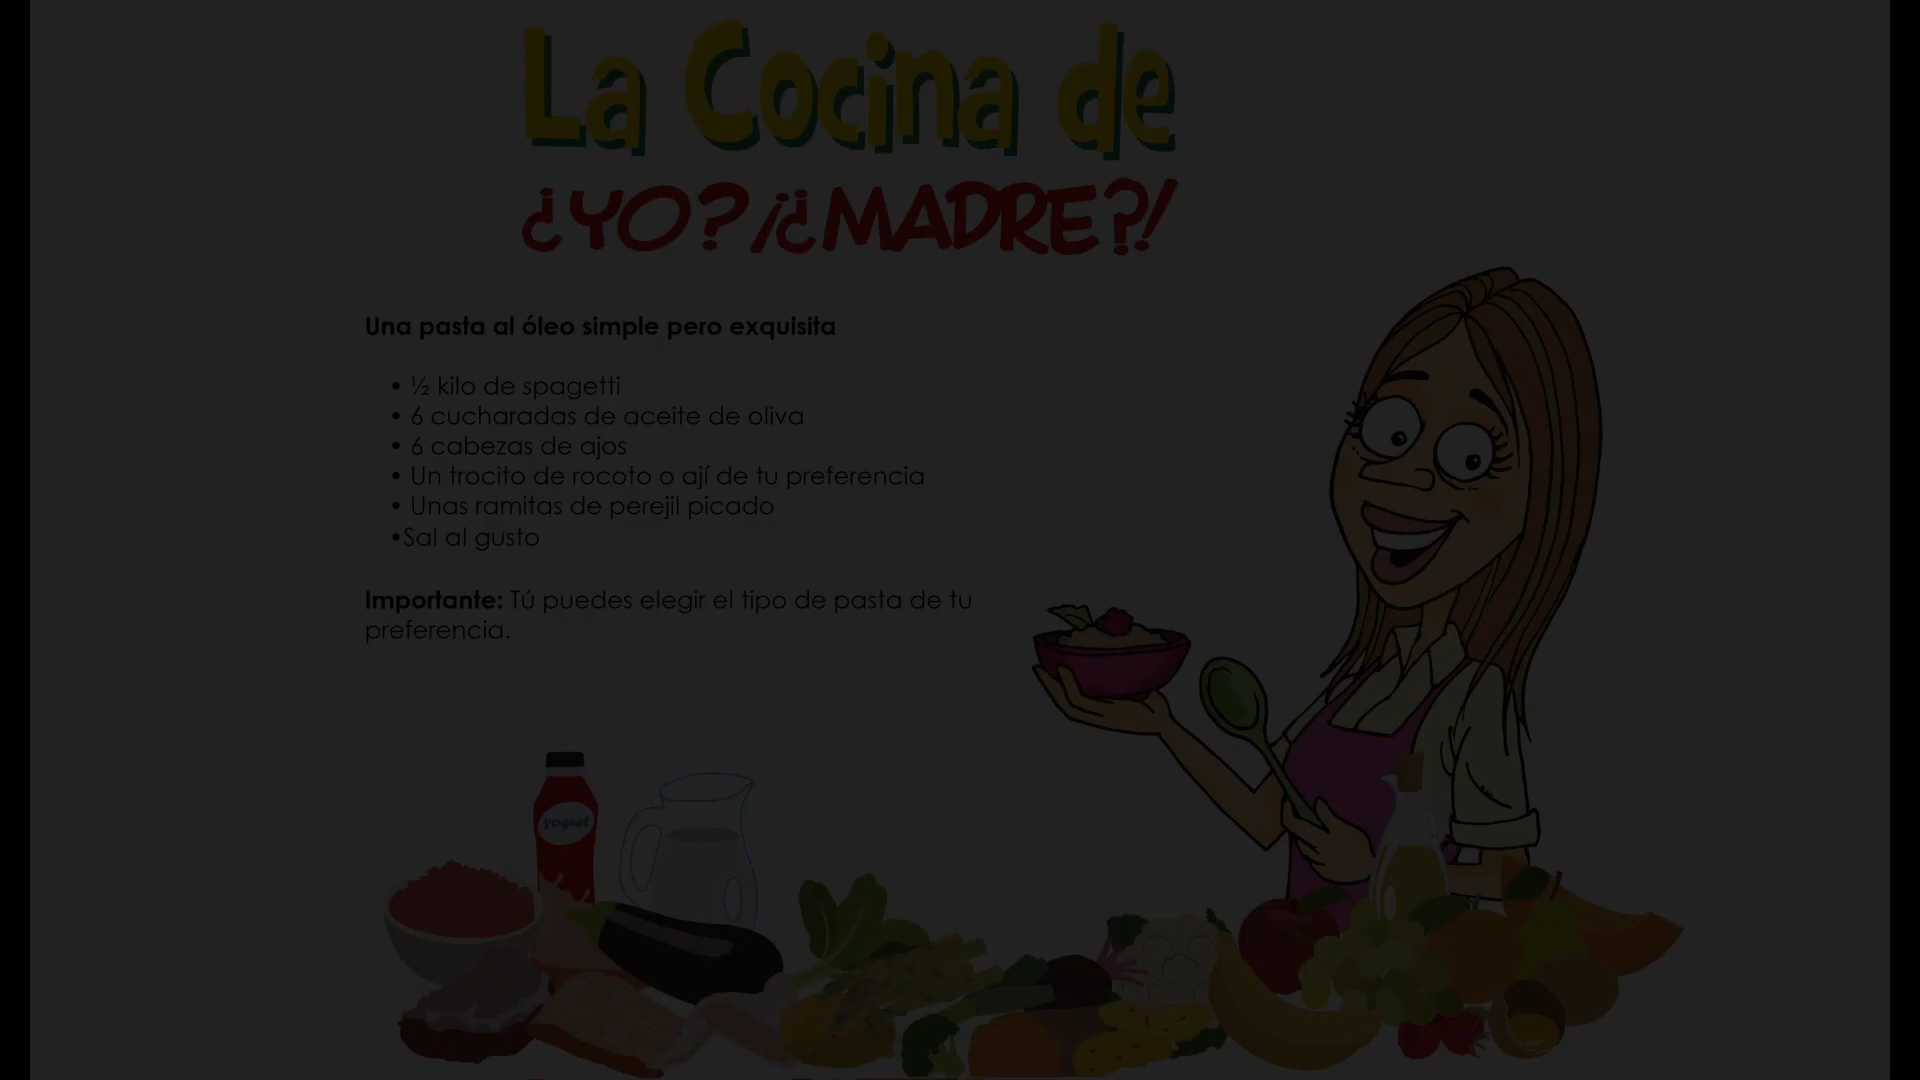 La Cocina de
¿YO?/¿¡MADRE?!
Una pasta al óleo simple pero exquisita
• ½ kilo de spagetti
• 6 cucharadas de aceite de oliva
• 6 cabezas de ajos
• Un trocito de rocoto o ají de tu preferencia
• Unas ramitas de perejil picado
•Sal al gusto
Importante: Tú puedes elegir el tipo de pasta de tu
preferencia.
yogurt